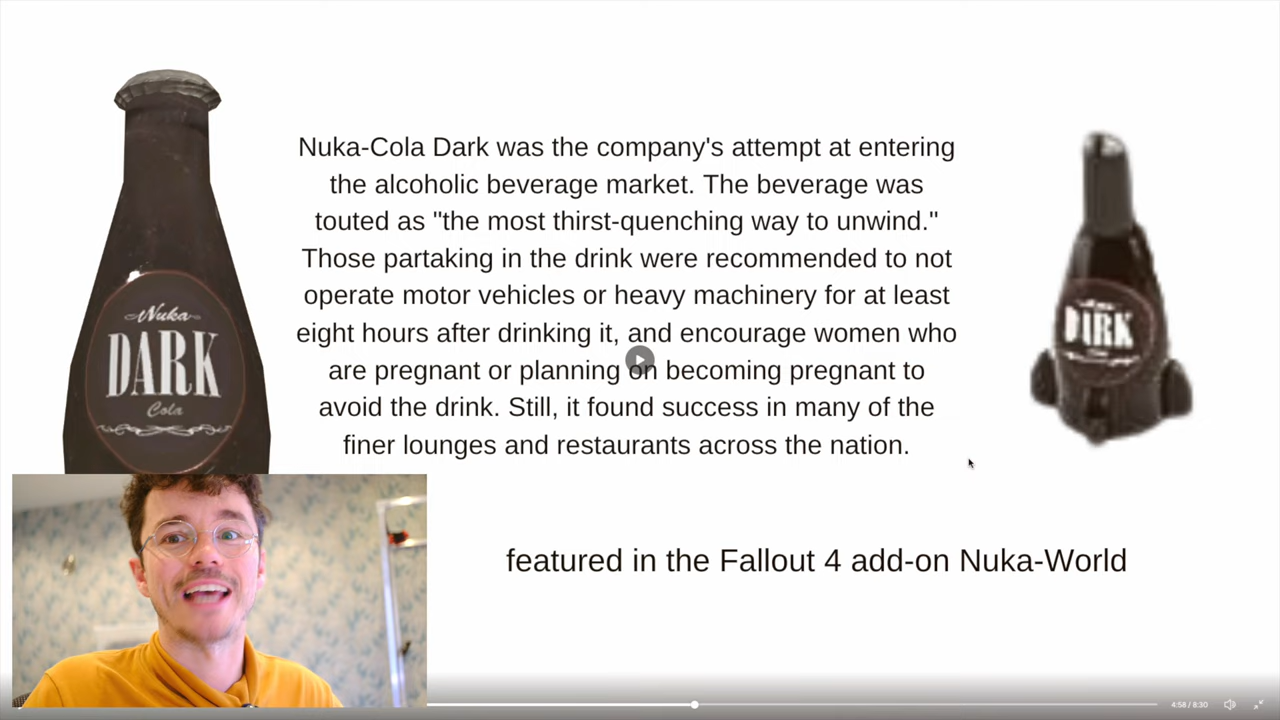 Nuka-Cola Dark was the company's attempt at entering
the alcoholic beverage market. The beverage was
touted as "the most thirst-quenching way to unwind."
Those partaking in the drink were recommended to not
operate motor vehicles or heavy machinery for at least
eight hours after drinking it, and encourage women who
are pregnant or planning on becoming pregnant to
avoid the drink. Still, it found success in many of the
finer lounges and restaurants across the nation.
Nuka
DARK
Cola
DARK
featured in the Fallout 4 add-on Nuka-World
4:58 / 8:30